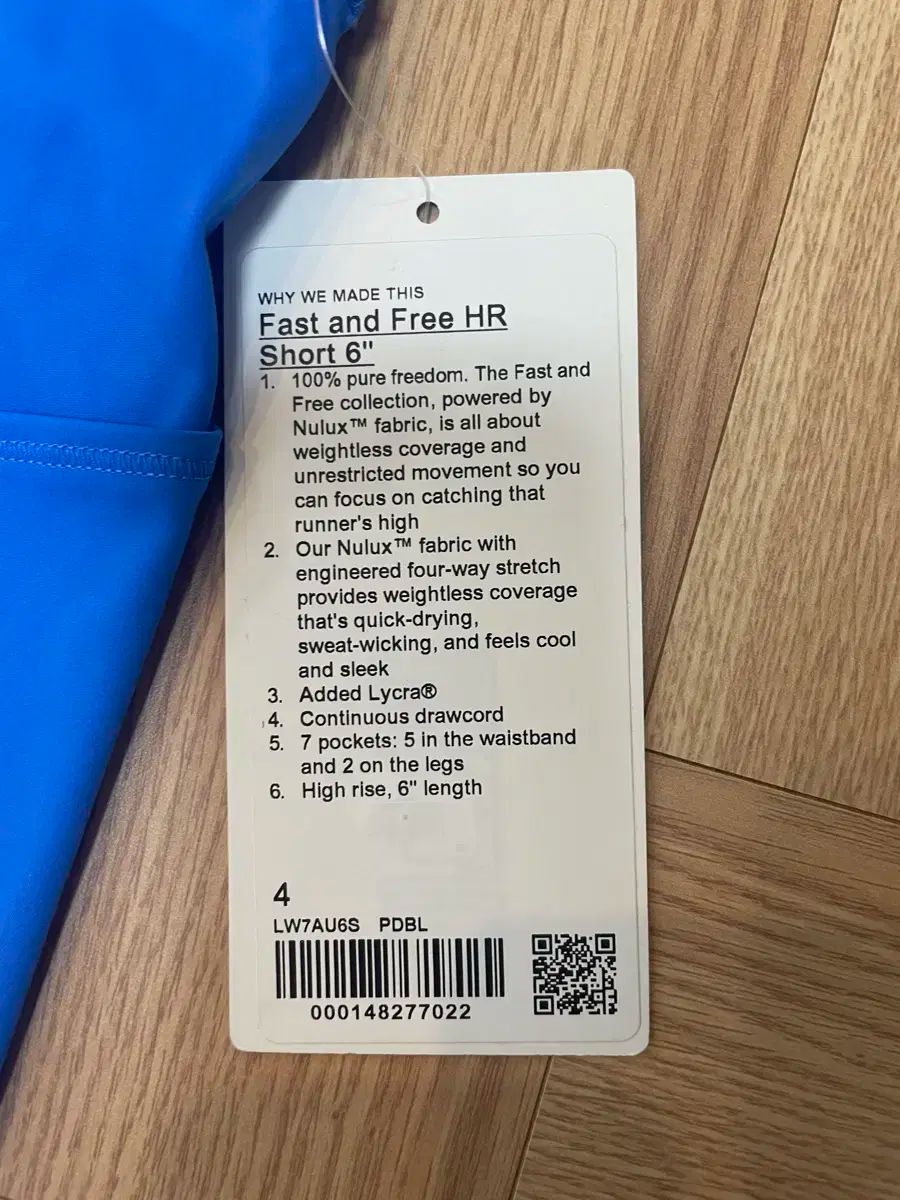 WHY WE MADE THIS
Fast and Free HR
Short 6"
1. 100% pure freedom. The Fast and
Free collection, powered by
Nulux™ fabric, is all about
weightless coverage and
unrestricted movement so you
can focus on catching that
runner's high
2. Our Nulux™ fabric with
engineered four-way stretch
provides weightless coverage
that's quick-drying,
sweat-wicking, and feels cool
and sleek
3. Added Lycra®
4. Continuous drawcord
5. 7 pockets: 5 in the waistband
and 2 on the legs
6. High rise, 6" length
4
LW7AU6S PDBL
000148277022